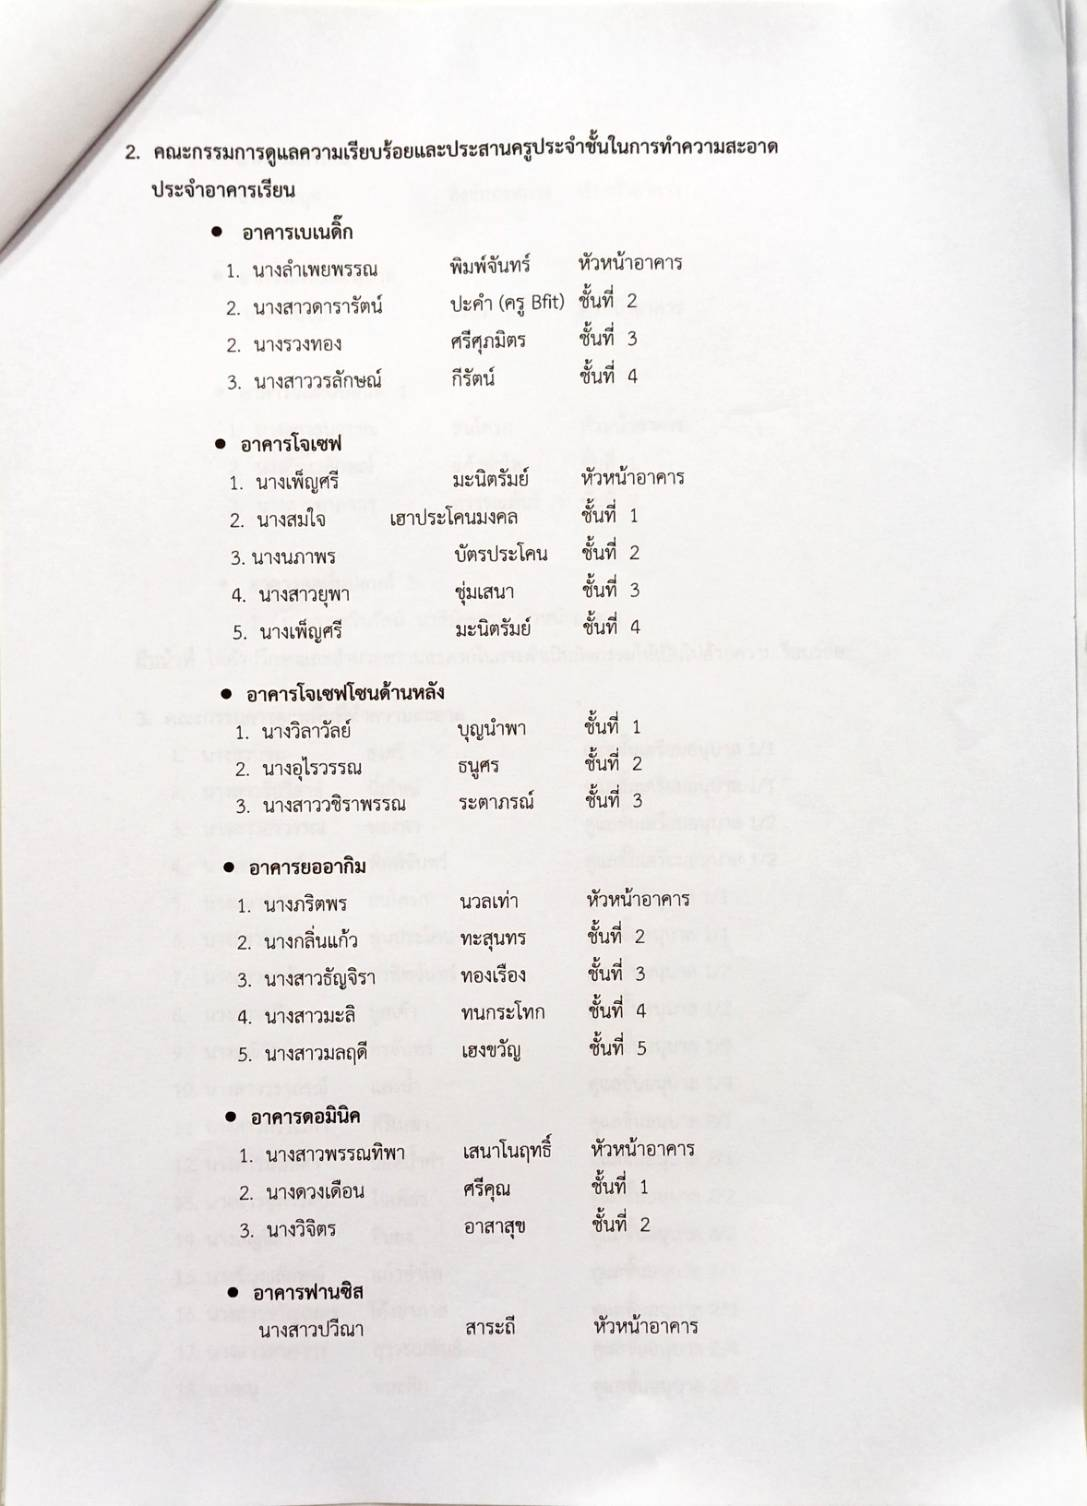 2. คณะกรรมการดูแลความเรียบร้อยและประสานครูประจำชั้นในการทำความสะอาด
ประจำอาคารเรียน
● อาคารเบเนดิ๊ก
1. นางลำเพยพรรณ พิมพ์จันทร์ หัวหน้าอาคาร
2. นางสาวดารารัตน์ ปะคำ (ครู Bfit) ชั้นที่ 2
2. นางรวงทอง ศรีศุภมิตร ชั้นที่ 3
3. นางสาววรลักษณ์ กีรัตน์ ชั้นที่ 4
● อาคารโจเซฟ
1. นางเพ็ญศรี มะนิตรัมย์ หัวหน้าอาคาร
2. นางสมใจ เฮาประโคนมงคล ชั้นที่ 1
3. นางนภาพร บัตรประโคน ชั้นที่ 2
4. นางสาวยุพา ชุ่มเสนา ชั้นที่ 3
5. นางเพ็ญศรี มะนิตรัมย์ ชั้นที่ 4
● อาคารโจเซฟโซนด้านหลัง
1. นางวิลาวัลย์ บุญนำพา ชั้นที่ 1
2. นางอุไรวรรณ ธนูศร ชั้นที่ 2
3. นางสาววชิราพรรณ ระตาภรณ์ ชั้นที่ 3
● อาคารยออากิม
1. นางภริตพร นวลเท่า หัวหน้าอาคาร
2. นางกลิ่นแก้ว ทะสุนทร ชั้นที่ 2
3. นางสาวธัญจิรา ทองเรือง ชั้นที่ 3
4. นางสาวมะลิ ทนกระโทก ชั้นที่ 4
5. นางสาวมลฤดี เฮงขวัญ ชั้นที่ 5
● อาคารดอมินิค
1. นางสาวพรรณทิพา เสนาโนฤทธิ์ หัวหน้าอาคาร
2. นางดวงเดือน ศรีคุณ ชั้นที่ 1
3. นางวิจิตร อาสาสุข ชั้นที่ 2
● อาคารฟานซิส
นางสาวปวีณา สาระถี หัวหน้าอาคาร